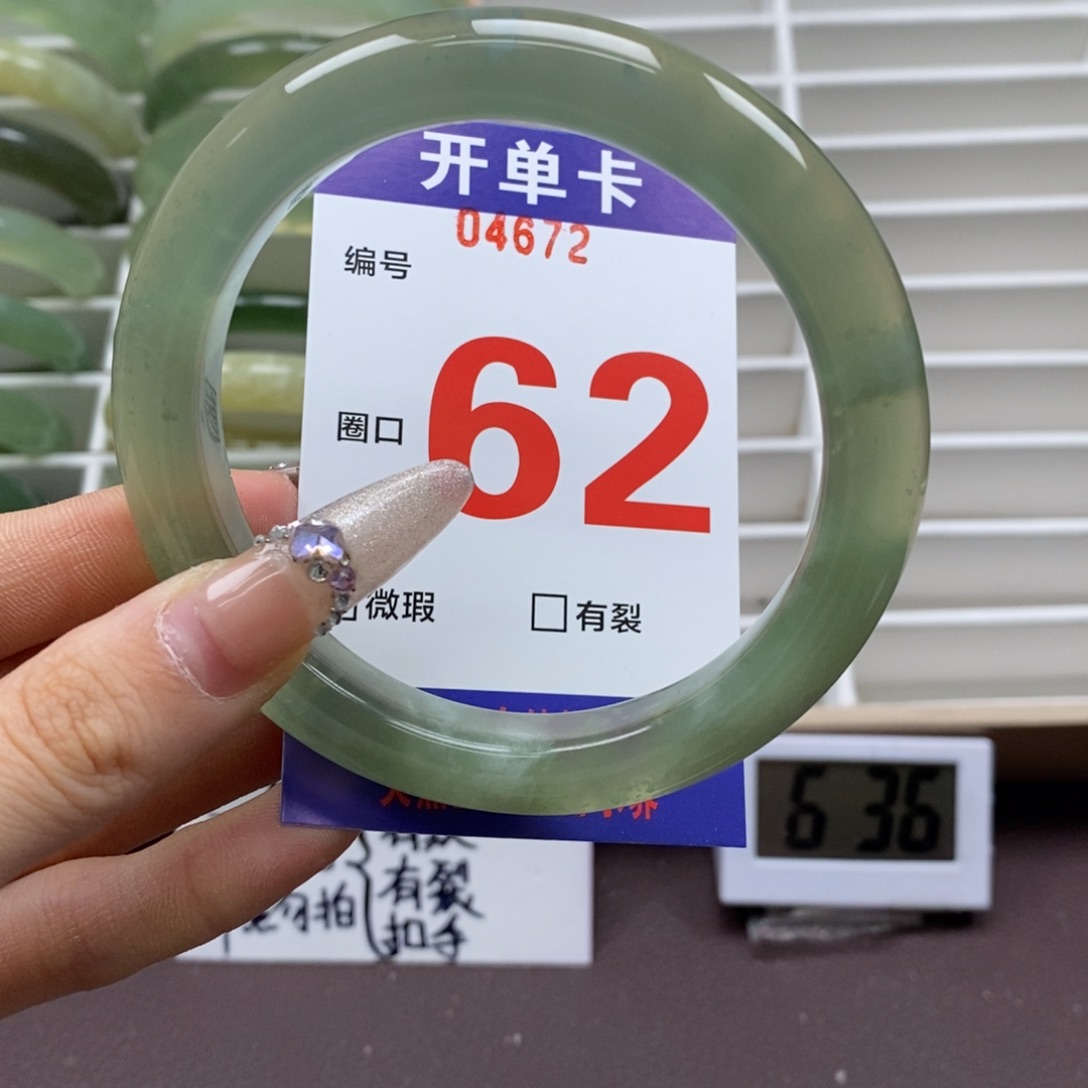 开单卡
04672
编号
圈口 62
微瑕 □有裂
6 36
有裂
扣手